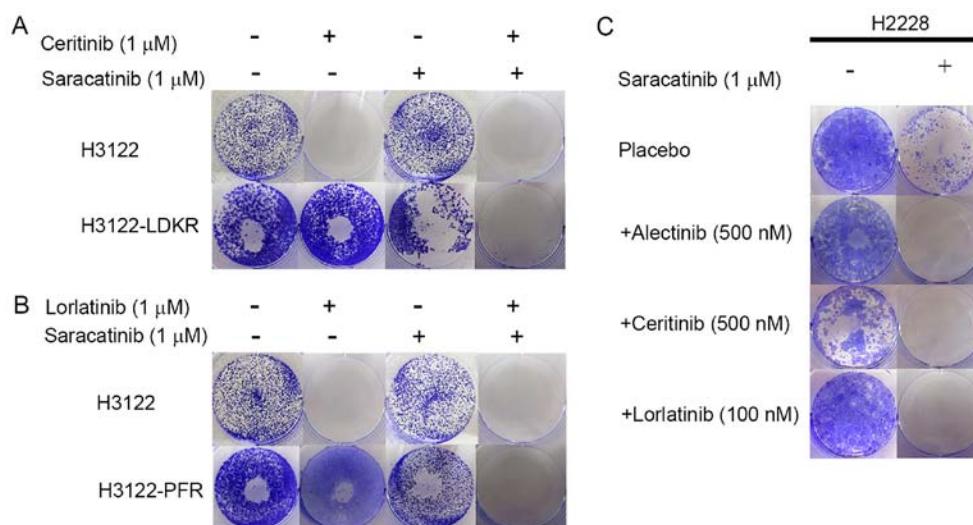 A
Ceritinib (1 μM) - + - +
Saracatinib (1 μM) - - + +
H3122
H3122-LDKR
B
Lorlatinib (1 μM) - + - +
Saracatinib (1 μM) - - + +
H3122
H3122-PFR
C
H2228
Saracatinib (1 μM) - +
Placebo
+Alectinib (500 nM)
+Ceritinib (500 nM)
+Lorlatinib (100 nM)